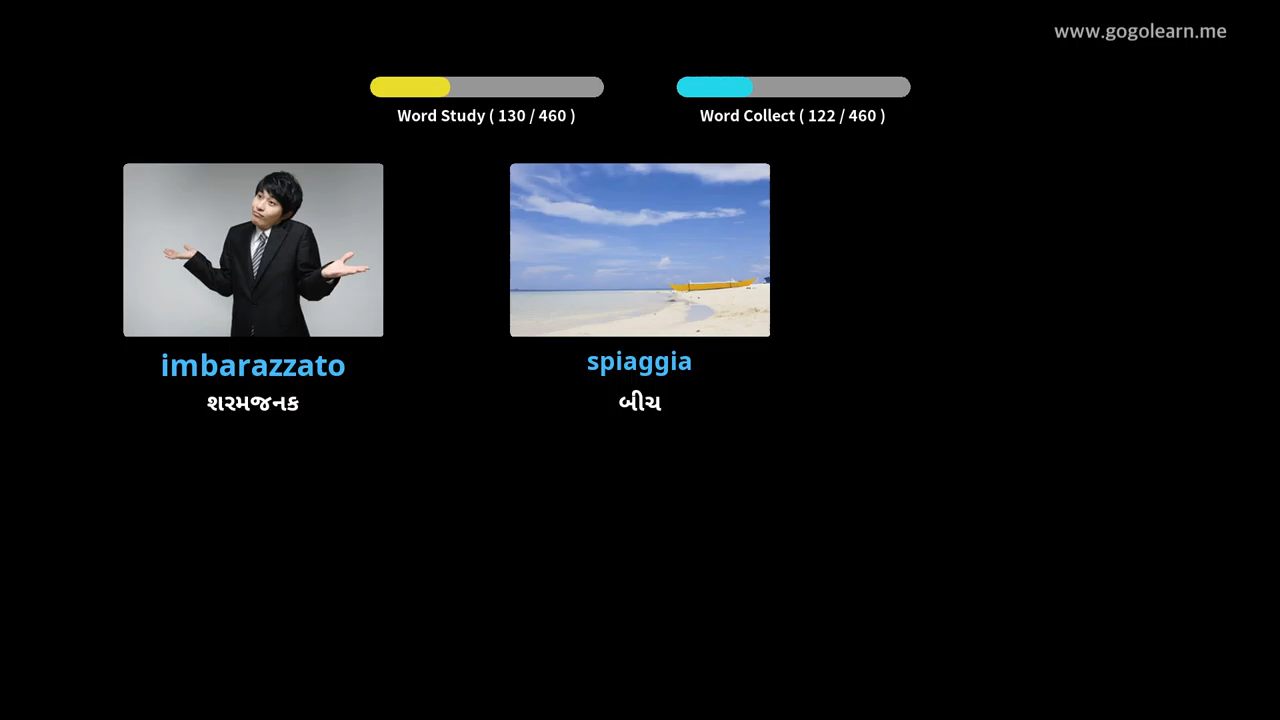 www.gogolearn.me
Word Study ( 130 / 460 )
Word Collect ( 122 / 460 )
imbarazzato
શરમજનક
spiaggia
બીચ